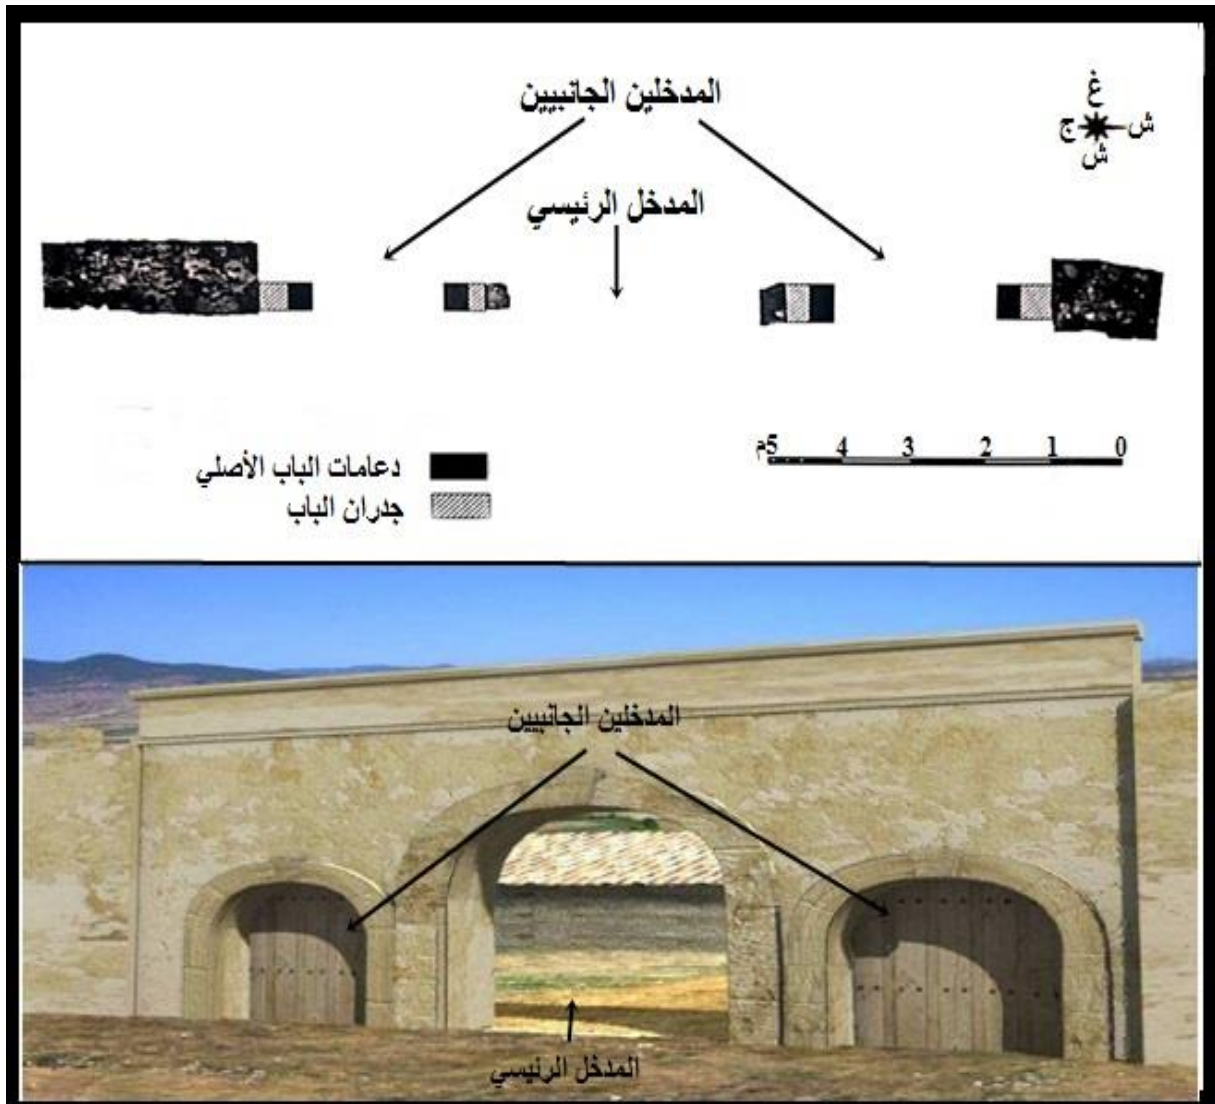 المدخلين الجانبيين
غ
ج ش
ش
المدخل الرئيسي
5م 4 3 2 1 0
دعامات الباب الأصلي
جدران الباب
المدخلين الجانبيين
المدخل الرئيسي